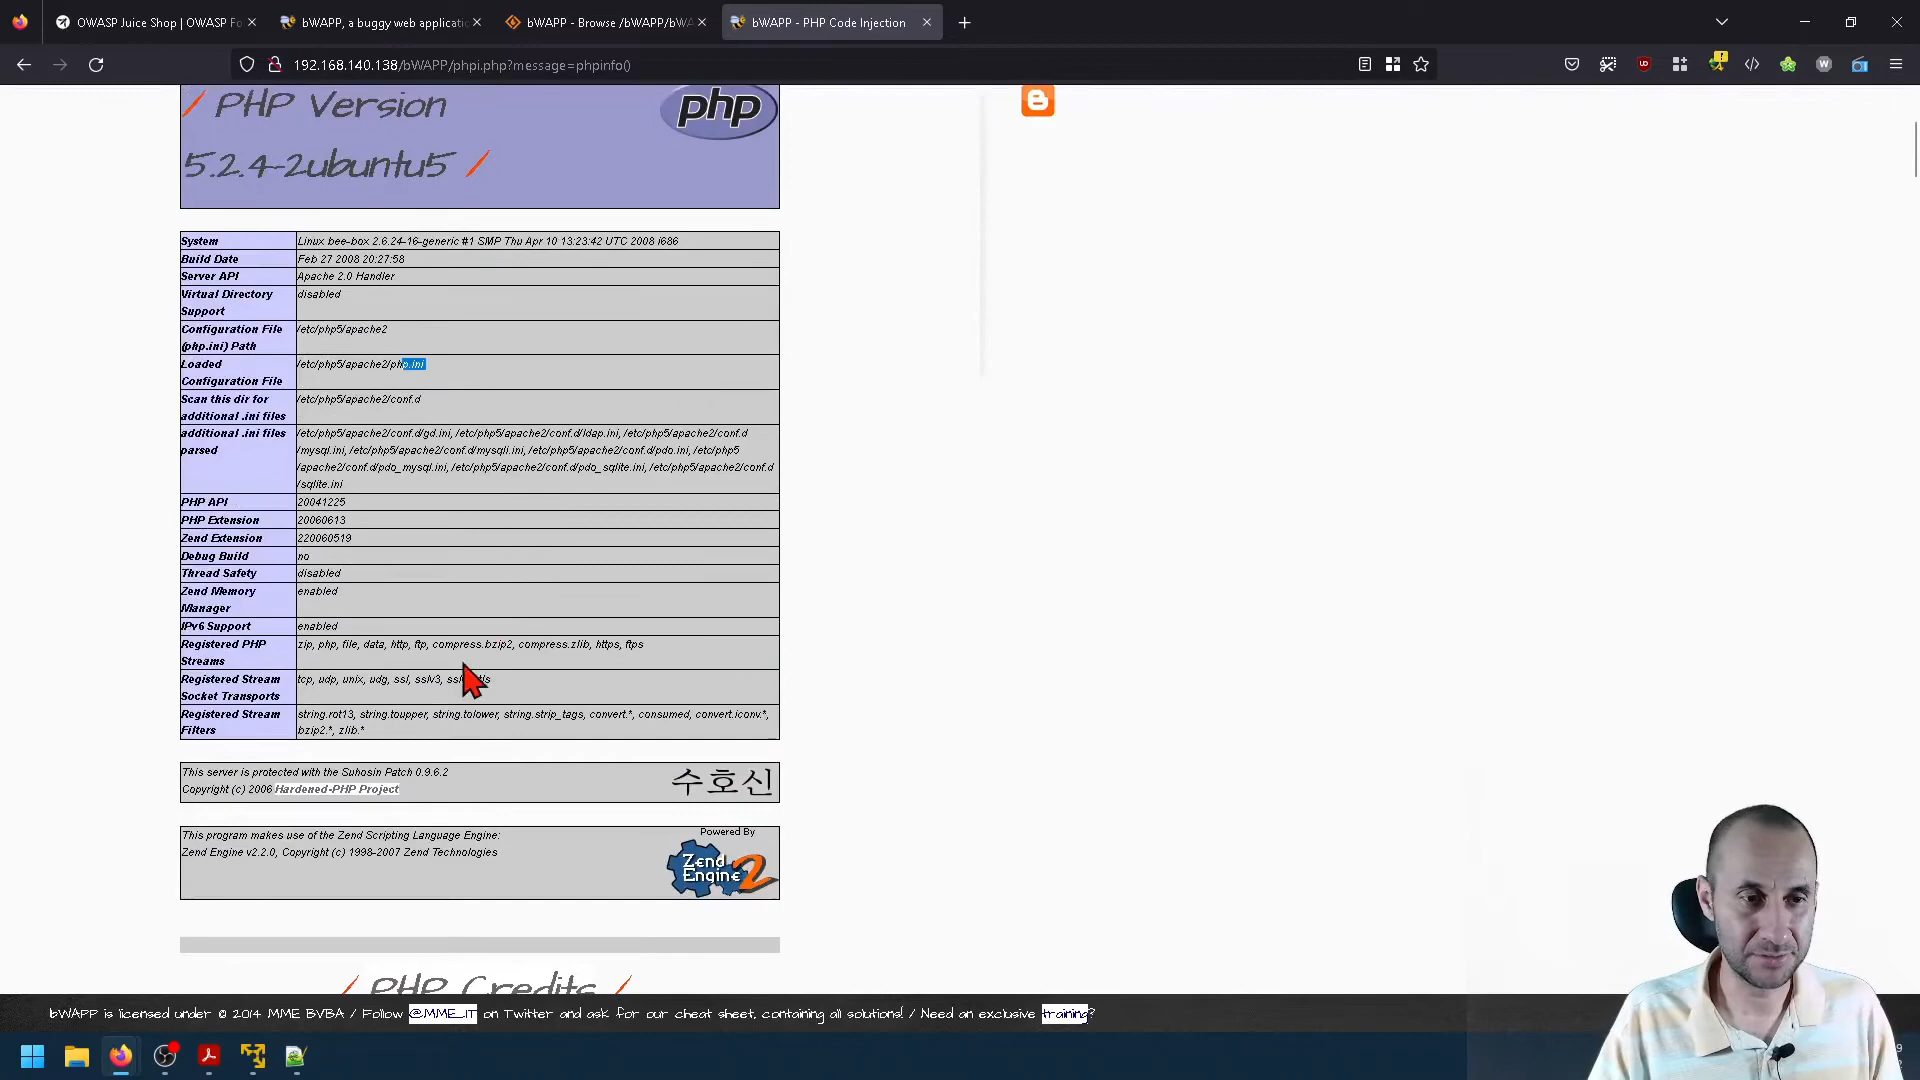 OWASP Juice Shop | OWASP Fo
bWAPP, a buggy web applicati
bWAPP - Browse /bWAPP/bWA
bWAPP - PHP Code Injection
192.168.140.138/bWAPP/phpi.php?message=phpinfo()
/ PHP Version
5.2.4-2ubuntu5 /
php
System Linux bee-box 2.6.24-16-generic #1 SMP Thu Apr 10 13:23:42 UTC 2008 i686
Build Date Feb 27 2008 20:27:58
Server API Apache 2.0 Handler
Virtual Directory disabled
Support
Configuration File /etc/php5/apache2
(php.ini) Path
Loaded /etc/php5/apache2/php.ini
Configuration File
Scan this dir for /etc/php5/apache2/conf.d
additional .ini files
additional .ini files /etc/php5/apache2/conf.d/gd.ini, /etc/php5/apache2/conf.d/ldap.ini, /etc/php5/apache2/conf.d
parsed /mysql.ini, /etc/php5/apache2/conf.d/mysqli.ini, /etc/php5/apache2/conf.d/pdo.ini, /etc/php5
/apache2/conf.d/pdo_mysql.ini, /etc/php5/apache2/conf.d/pdo_sqlite.ini, /etc/php5/apache2/conf.d
/sqlite.ini
PHP API 20041225
PHP Extension 20060613
Zend Extension 220060519
Debug Build no
Thread Safety disabled
Zend Memory enabled
Manager
IPv6 Support enabled
Registered PHP zip, php, file, data, http, ftp, compress.bzip2, compress.zlib, https, ftps
Streams
Registered Stream tcp, udp, unix, udg, ssl, sslv3, tls
Socket Transports
Registered Stream string.rot13, string.toupper, string.tolower, string.strip_tags, convert.*, consumed, convert.iconv.*,
Filters bzip2.*, zlib.*
This server is protected with the Suhosin Patch 0.9.6.2
Copyright (c) 2006 Hardened-PHP Project
수호신
This program makes use of the Zend Scripting Language Engine:
Zend Engine v2.2.0, Copyright (c) 1998-2007 Zend Technologies
Powered By
Zend
Engine 2
/ PHP Credits /
bWAPP is licensed under © 2014 MME BVBA / Follow @MME_IT on Twitter and ask for our cheat sheet, containing all solutions! / Need an exclusive training?